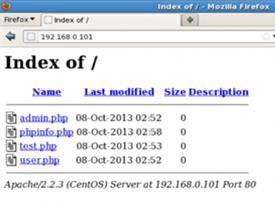 Index of / - Mozilla Firefox
Firefox
Index of /
192.168.0.101
Index of /
Name Last modified Size Description
admin.php 08-Oct-2013 02:52 0
phpinfo.php 08-Oct-2013 02:58 0
test.php 08-Oct-2013 02:53 0
user.php 08-Oct-2013 02:52 0
Apache/2.2.3 (CentOS) Server at 192.168.0.101 Port 80